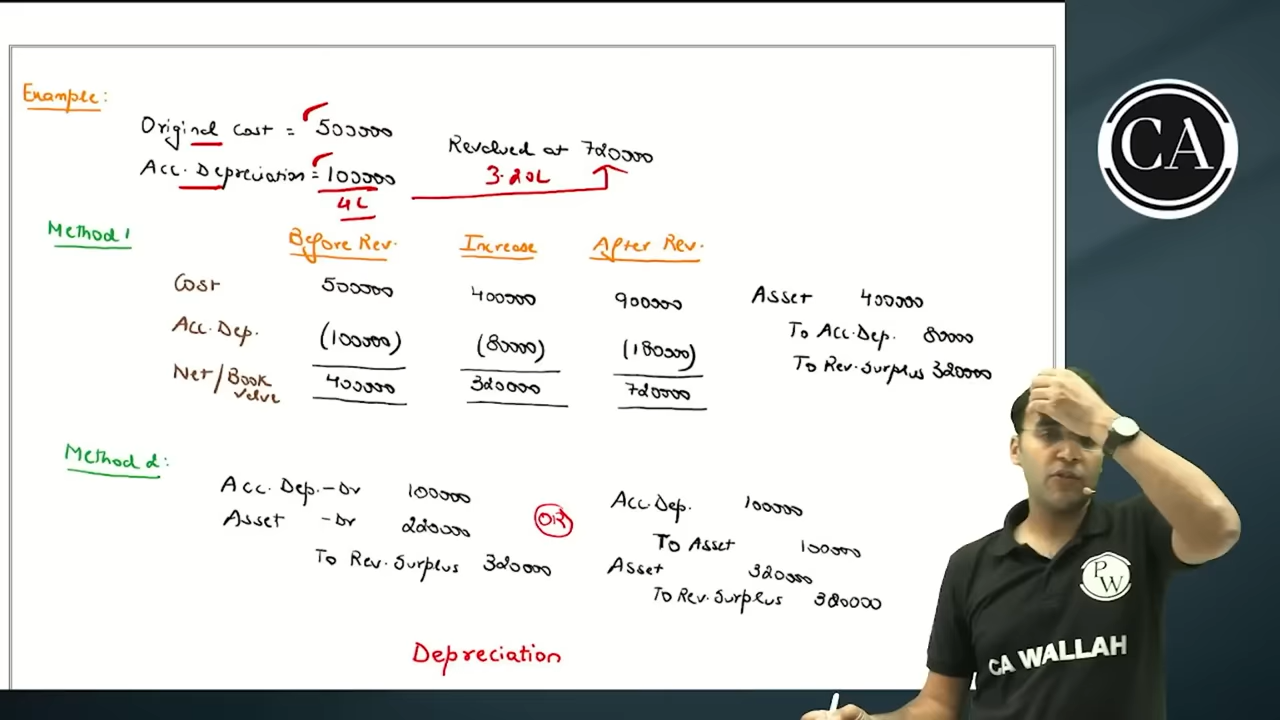 Example:
Original Cost = 500000
Revalued at 720000
Acc. Depreciation = 100000
3.20L
4L
Method 1
Before Rev. Increase After Rev.
Cost 500000 400000 900000
Acc. Dep. (100000) (80000) (180000)
Net/Book Value 400000 320000 720000
Asset 400000
To Acc. Dep. 80000
To Rev. Surplus 320000
Method 2:
Acc. Dep. - Dr 100000
Asset - Dr 220000
To Rev. Surplus 320000
OR
Acc. Dep. 100000
To Asset 100000
Asset 320000
To Rev. Surplus 320000
Depreciation
CA
PW
CA WALLAH